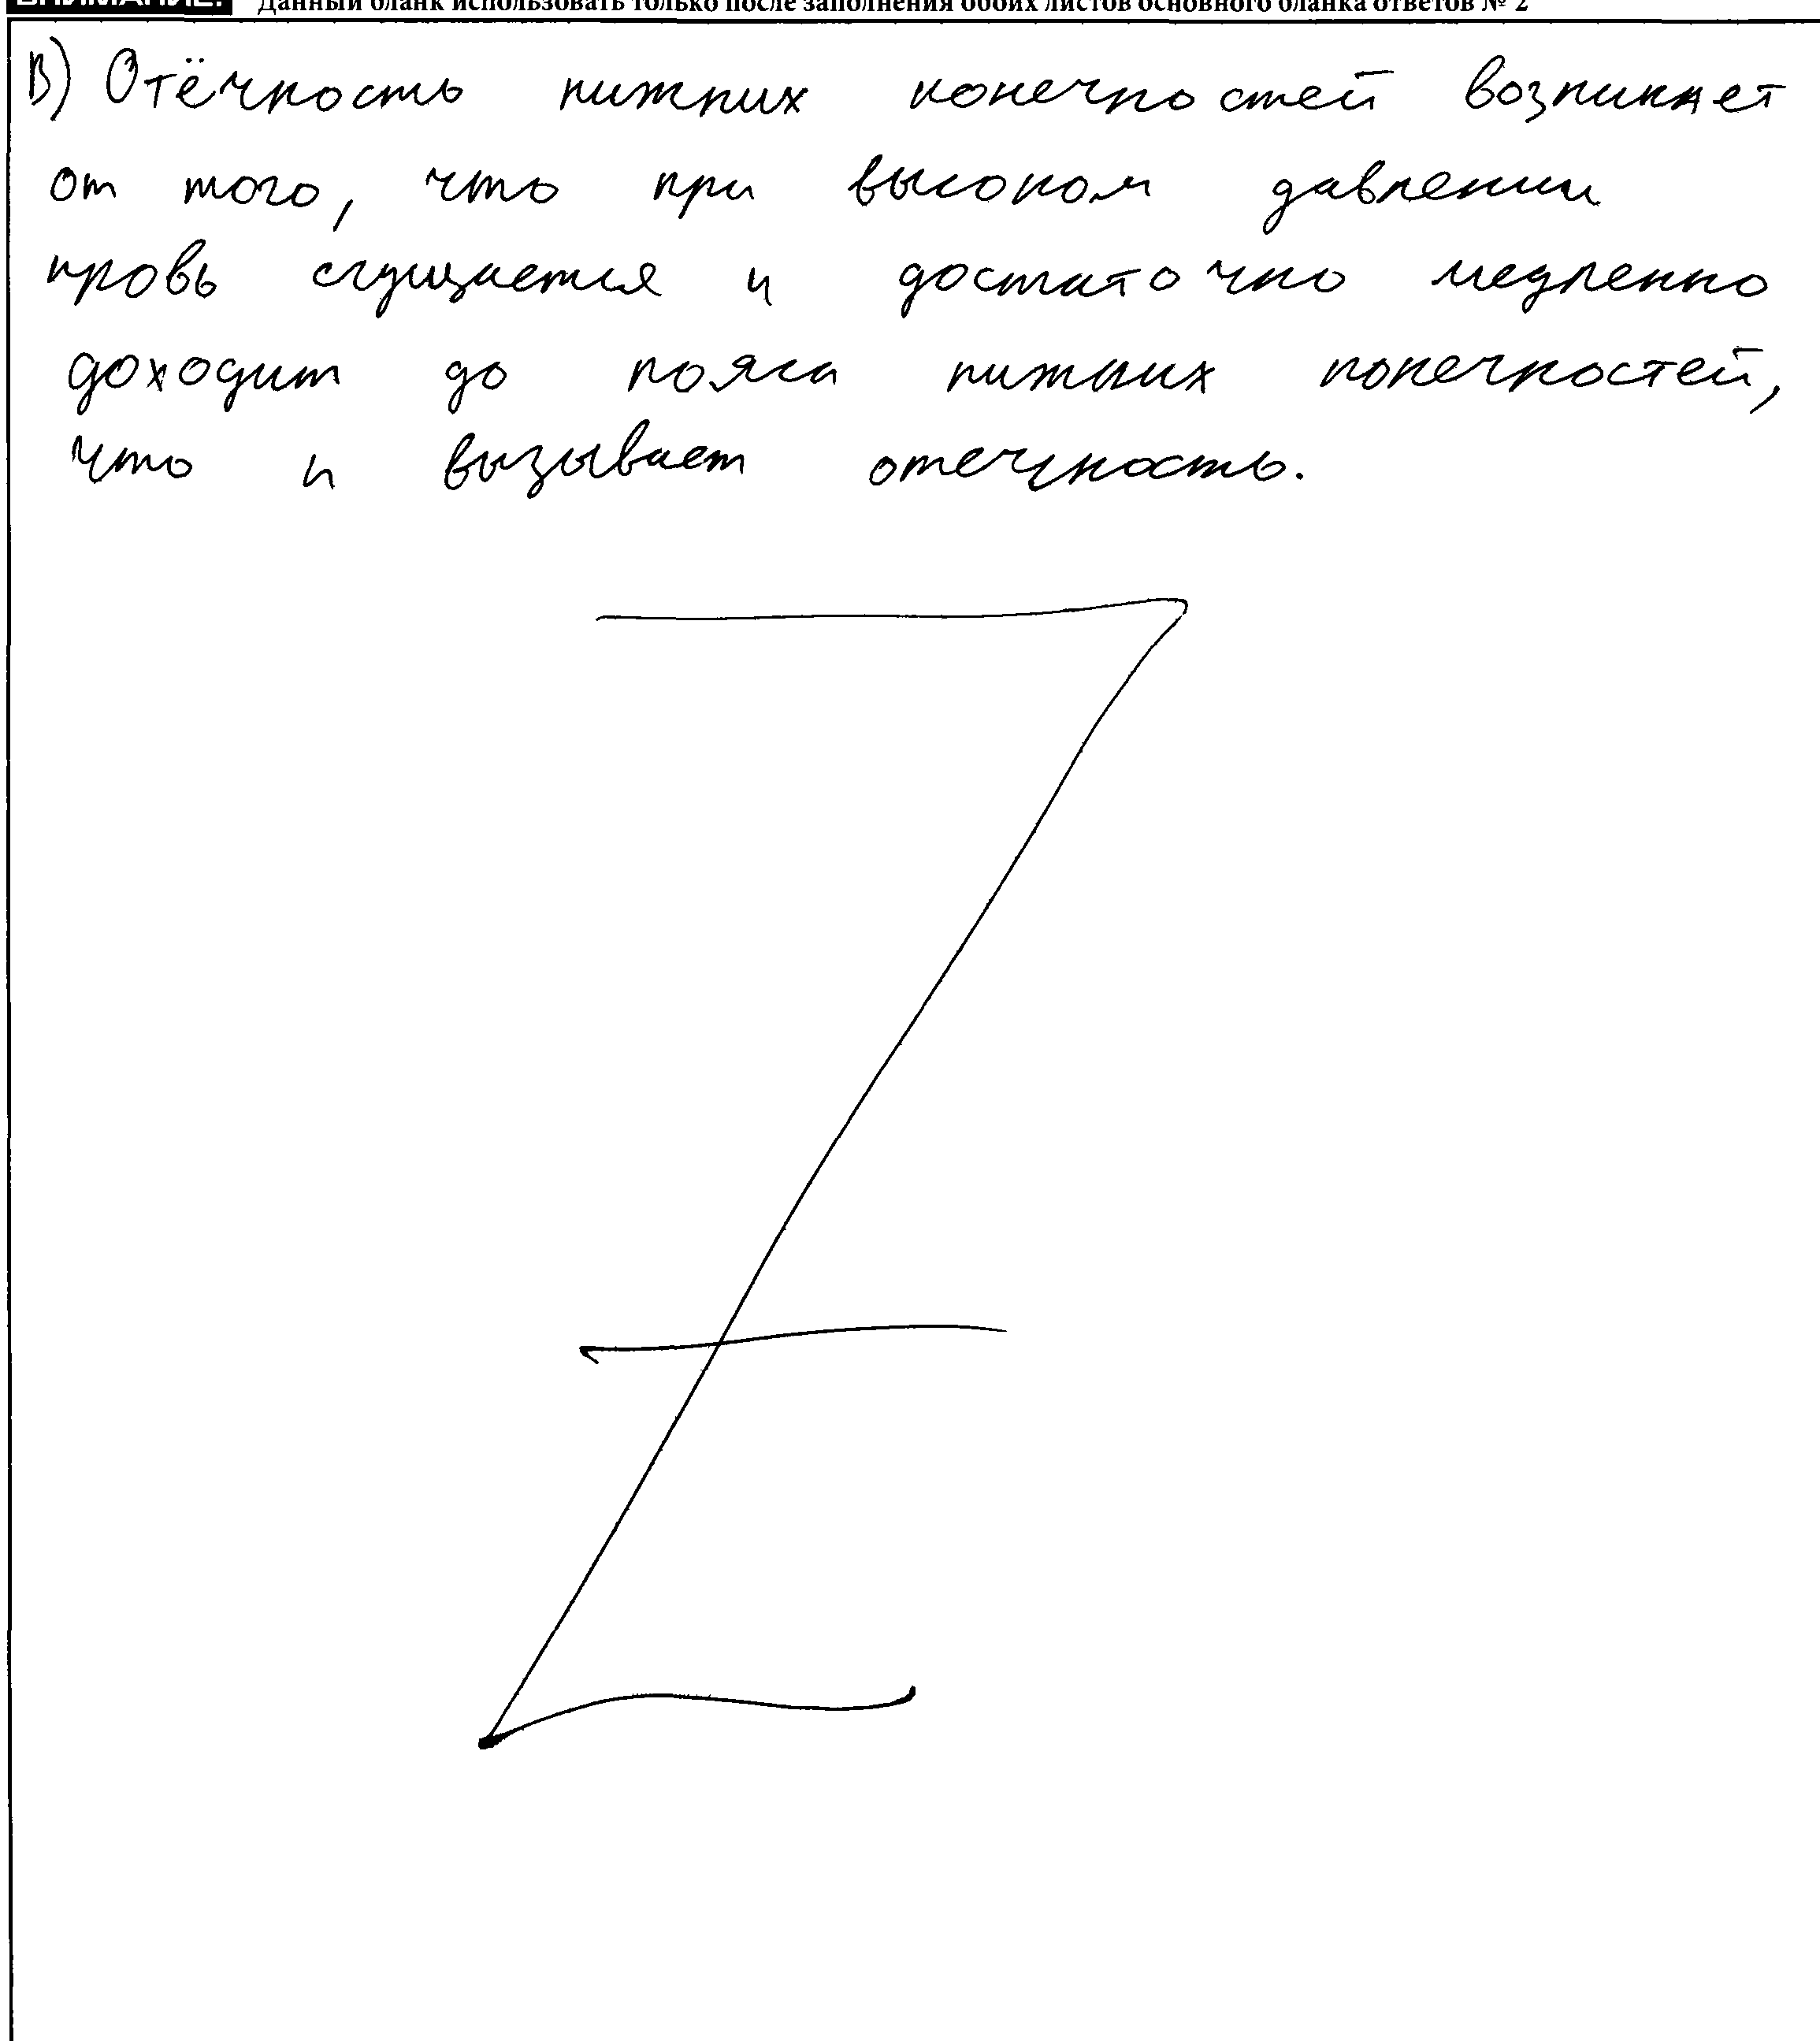 ВНИМАНИЕ! Данный бланк использовать только после заполнения обоих листов основного бланка ответов № 2
В) Отёчность нижних конечностей возникает
от того, что при высоком давлении
кровь сгущается и достаточно медленно
доходит до пояса нижних конечностей,
что и вызывает отечность.